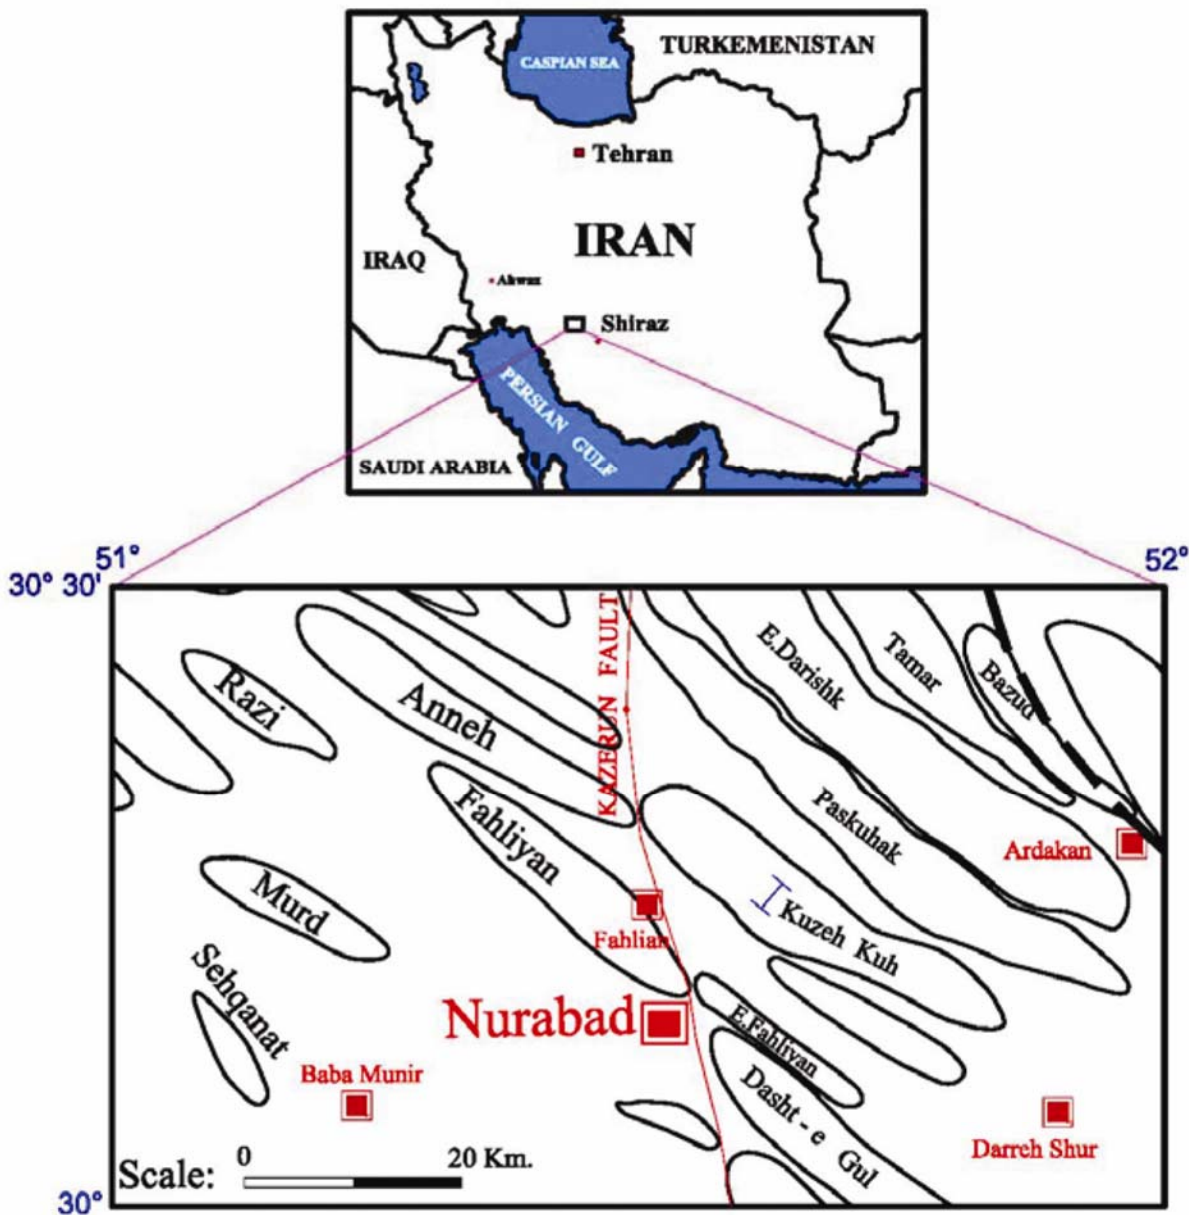 CASPIAN SEA
TURKEMENISTAN
Tehran
IRAN
IRAQ
Ahwaz
Shiraz
PERSIAN GULF
SAUDI ARABIA
51°
52°
30° 30'
KAZERUN FAULT
E.Darishk
Tamar
Bazud
Razi
Anneh
Fahliyan
Paskuhak
Ardakan
Murd
Kuzeh Kuh
Fahlian
Sehqanat
Nurabad
E.Fahliyan
Baba Munir
Dasht - e Gul
Darreh Shur
Scale:
0
20 Km.
30°